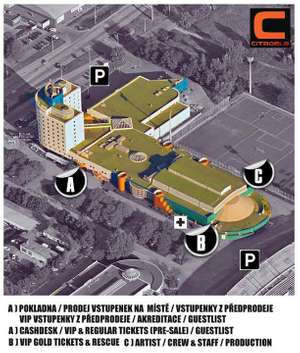 C
CITADELA
P
A
C
B
P
A ) POKLADNA / PRODEJ VSTUPENEK NA MÍSTĚ / VSTUPENKY Z PŘEDPRODEJE
VIP VSTUPENKY Z PŘEDPRODEJE / AKREDITACE / GUESTLIST
A ) CASHDESK / VIP & REGULAR TICKETS (PRE-SALE) / GUESTLIST
B ) VIP GOLD TICKETS & RESCUE C ) ARTIST / CREW & STAFF / PRODUCTION